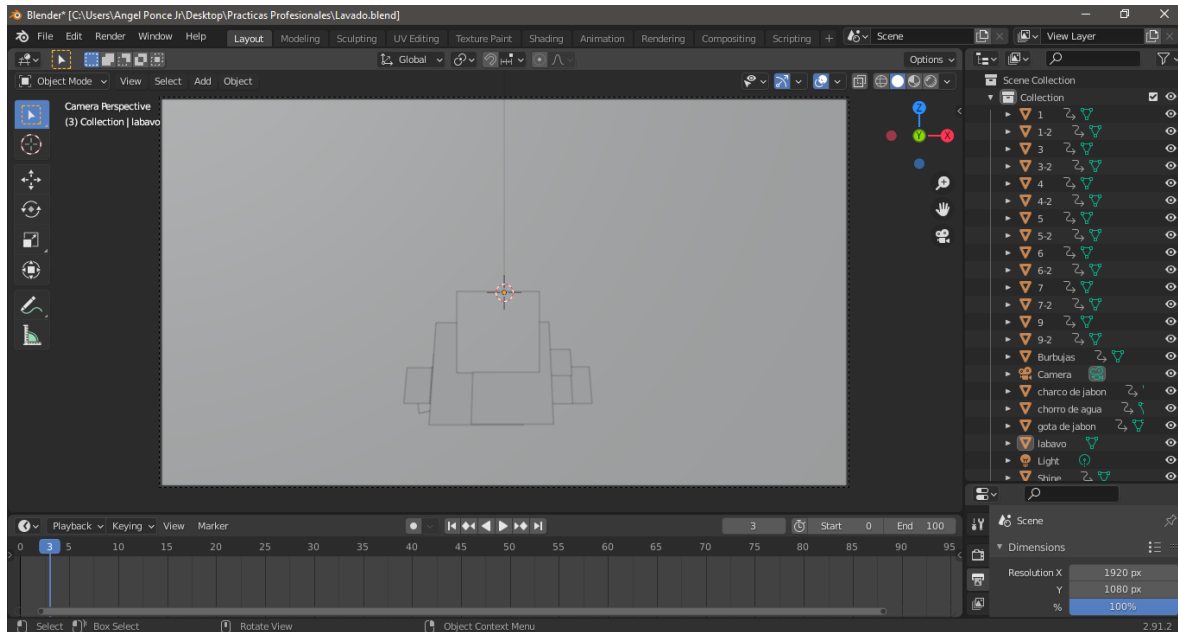 Blender* [C:\Users\Angel Ponce Jr\Desktop\Practicas Profesionales\Lavado.blend]
File Edit Render Window Help Layout Modeling Sculpting UV Editing Texture Paint Shading Animation Rendering Compositing Scripting + Scene View Layer
Global Options
Object Mode View Select Add Object
Camera Perspective
(3) Collection | labavo
Z
Y
X
Scene Collection
Collection
1
1-2
3
3-2
4
4-2
5
5-2
6
6-2
7
7-2
9
9-2
Burbujas
Camera
charco de jabon
chorro de agua
gota de jabon
labavo
Light
Shine
Playback Keying View Marker 3 Start 0 End 100
0 3 5 10 15 20 25 30 35 40 45 50 55 60 65 70 75 80 85 90 95
Scene
Dimensions
Resolution X 1920 px
Y 1080 px
% 100%
Select Box Select Rotate View Object Context Menu 2.91.2